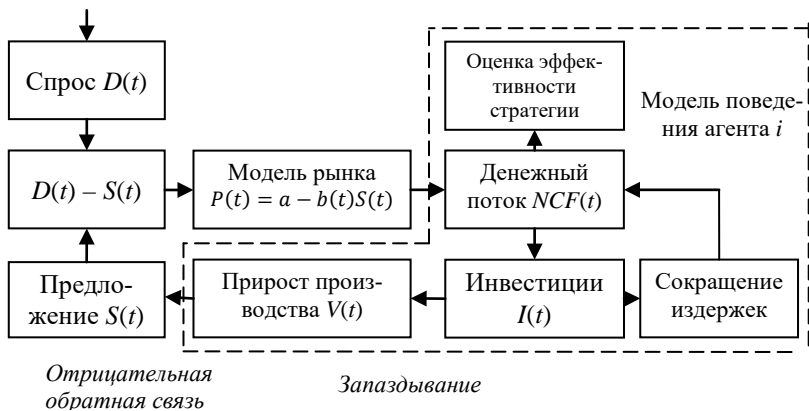 Спрос D(t)
Оценка эффек-
тивности
стратегии
Модель поведе-
ния агента i
D(t) – S(t)
Модель рынка
P(t) = a − b(t)S(t)
Денежный
поток NCF(t)
Предло-
жение S(t)
Прирост произ-
водства V(t)
Инвестиции
I(t)
Сокращение
издержек
Отрицательная
обратная связь
Запаздывание